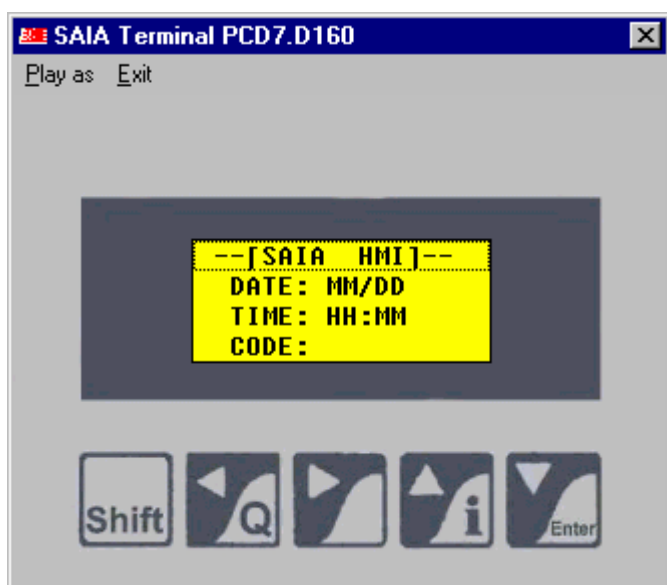 SAIA Terminal PCD7.D160
Play as Exit
--[SAIA HMI]--
DATE: MM/DD
TIME: HH:MM
CODE:
Shift Q i Enter